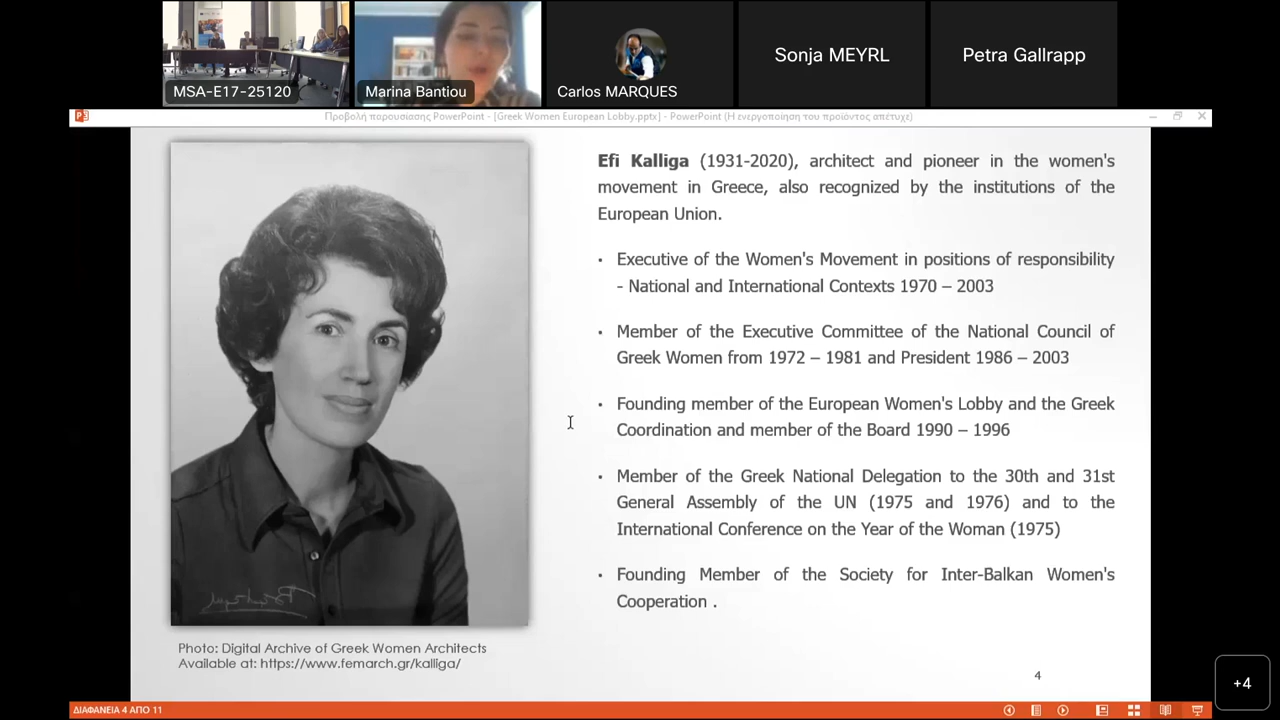 MSA-E17-25120
Marina Bantiou
Carlos MARQUES
Sonja MEYRL
Petra Gallrapp
Προβολή παρουσίασης PowerPoint - [Greek Women European Lobby.pptx] - PowerPoint (Η ενεργοποίηση του προϊόντος απέτυχε)
Efi Kalliga (1931-2020), architect and pioneer in the women's
movement in Greece, also recognized by the institutions of the
European Union.
Executive of the Women's Movement in positions of responsibility
- National and International Contexts 1970 – 2003
Member of the Executive Committee of the National Council of
Greek Women from 1972 – 1981 and President 1986 – 2003
Founding member of the European Women's Lobby and the Greek
Coordination and member of the Board 1990 – 1996
Member of the Greek National Delegation to the 30th and 31st
General Assembly of the UN (1975 and 1976) and to the
International Conference on the Year of the Woman (1975)
Founding Member of the Society for Inter-Balkan Women's
Cooperation .
Photo: Digital Archive of Greek Women Architects
Available at: https://www.femarch.gr/kalliga/
4
+4
ΔΙΑΦΑΝΕΙΑ 4 ΑΠΟ 11